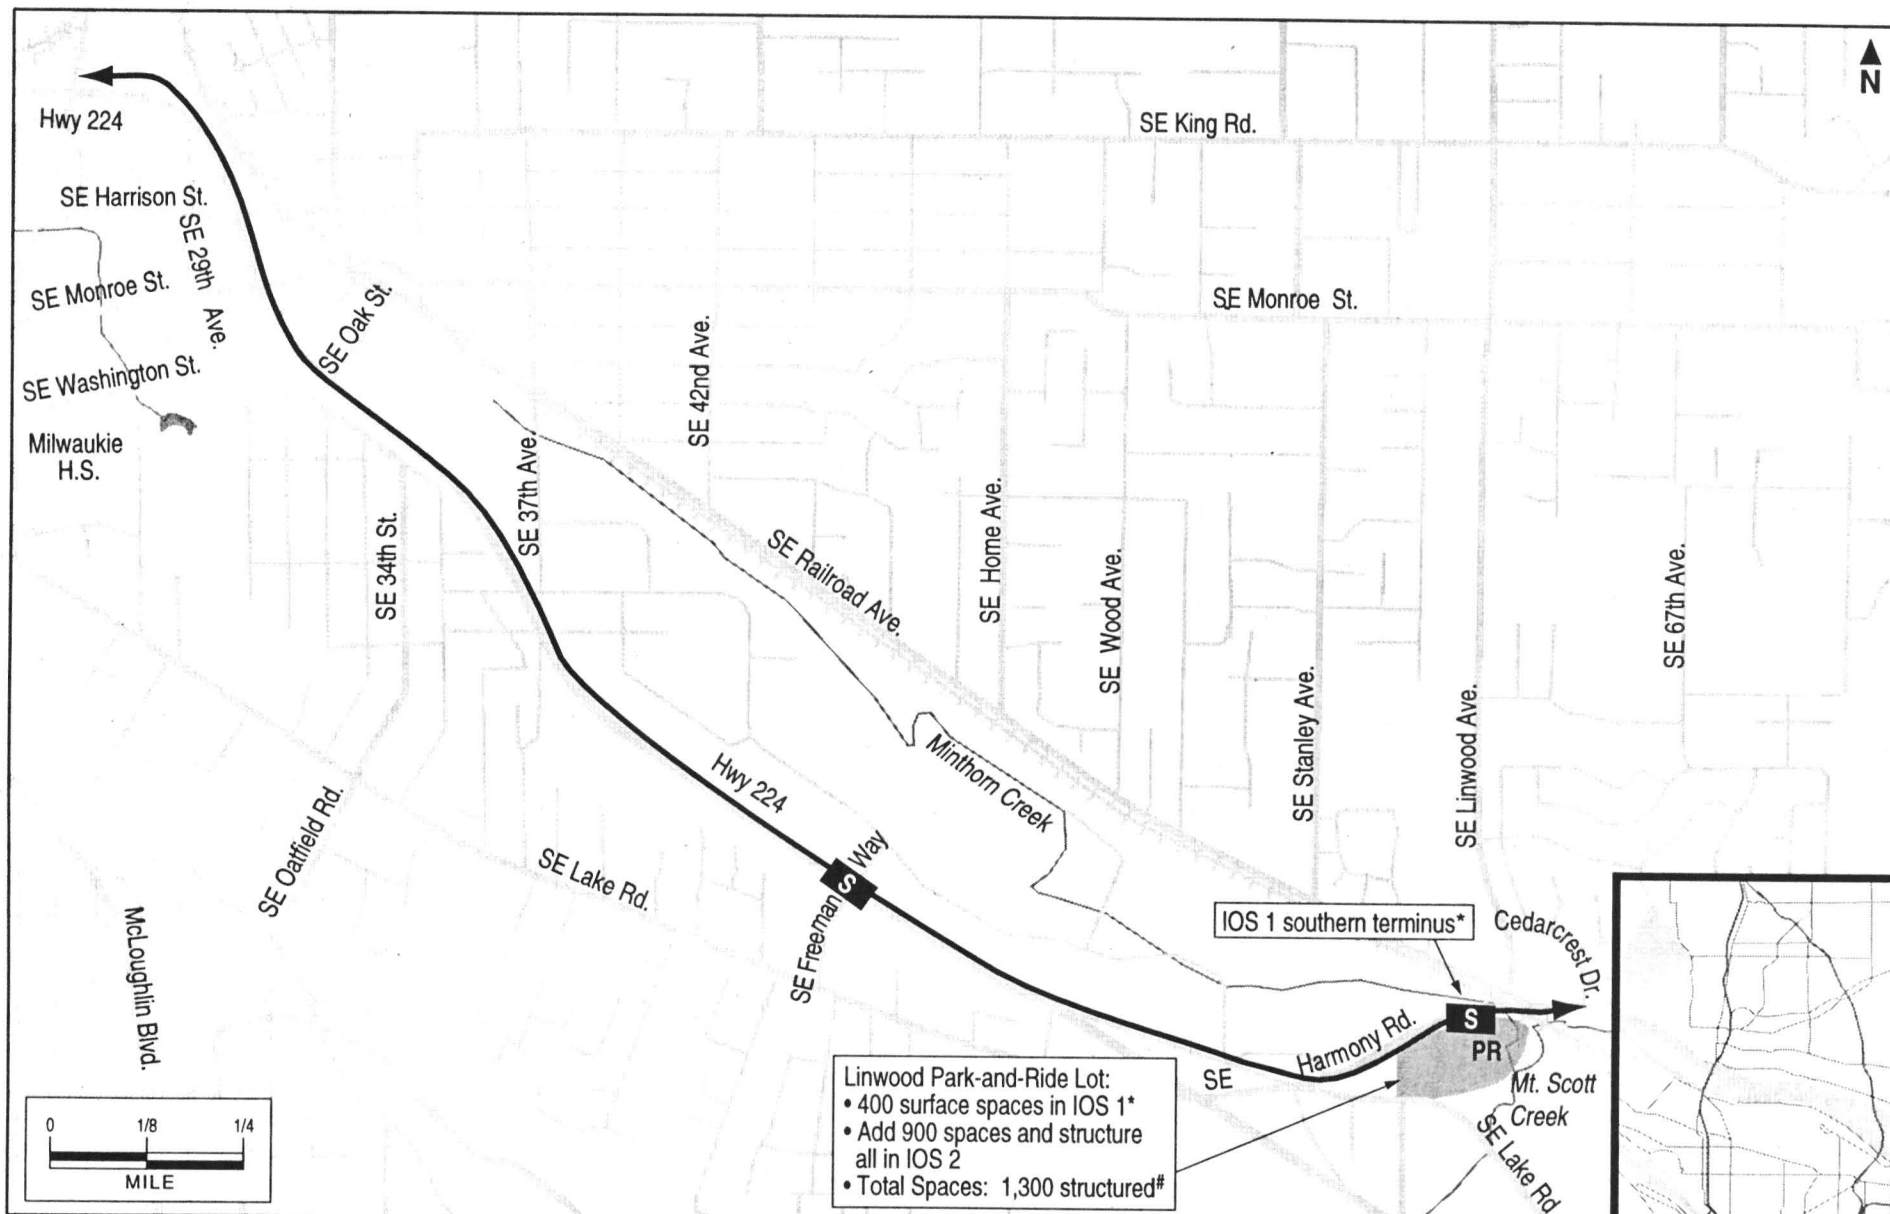 N
Hwy 224
SE King Rd.
SE Harrison St.
SE 29th Ave.
SE Monroe St.
SE Monroe St.
SE Oak St.
SE Washington St.
SE 42nd Ave.
Milwaukie
H.S.
SE 37th Ave.
SE 34th St.
SE Railroad Ave.
SE Home Ave.
SE Wood Ave.
SE Stanley Ave.
SE Linwood Ave.
SE 67th Ave.
Hwy 224
Minthorn Creek
SE Oatfield Rd.
SE Lake Rd.
S
SE Freeman Way
McLoughlin Blvd.
IOS 1 southern terminus*
Cedarcrest Dr.
S
PR
SE Harmony Rd.
Mt. Scott
Creek
SE Lake Rd
Linwood Park-and-Ride Lot:
• 400 surface spaces in IOS 1*
• Add 900 spaces and structure
all in IOS 2
• Total Spaces: 1,300 structured#
0 1/8 1/4
MILE